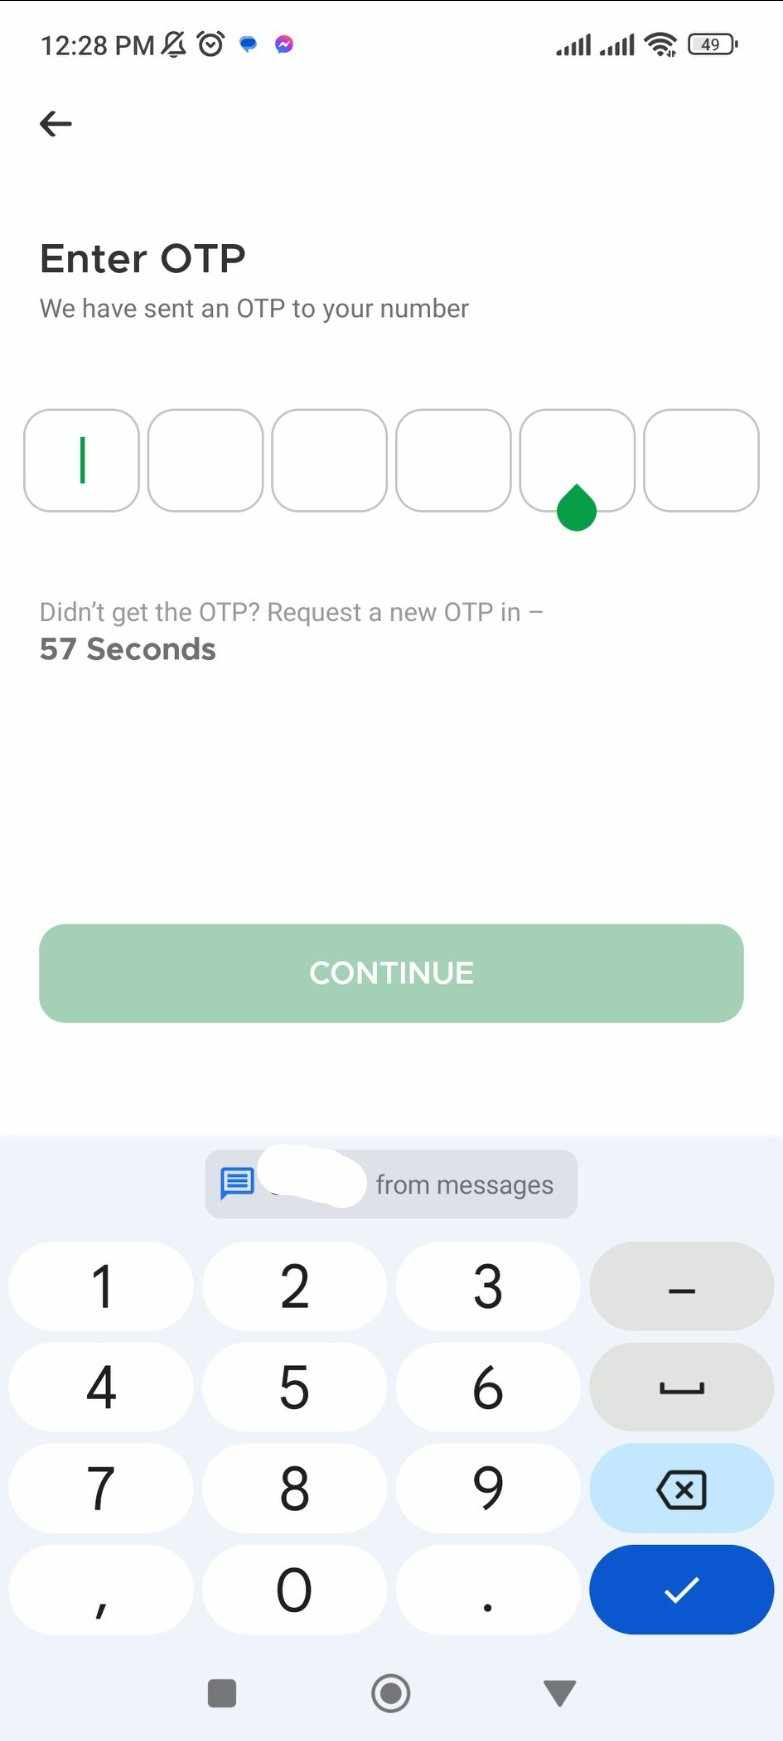 12:28 PM 49
Enter OTP
We have sent an OTP to your number
Didn't get the OTP? Request a new OTP in –
57 Seconds
CONTINUE
from messages
1 2 3 –
4 5 6
7 8 9
, 0 .